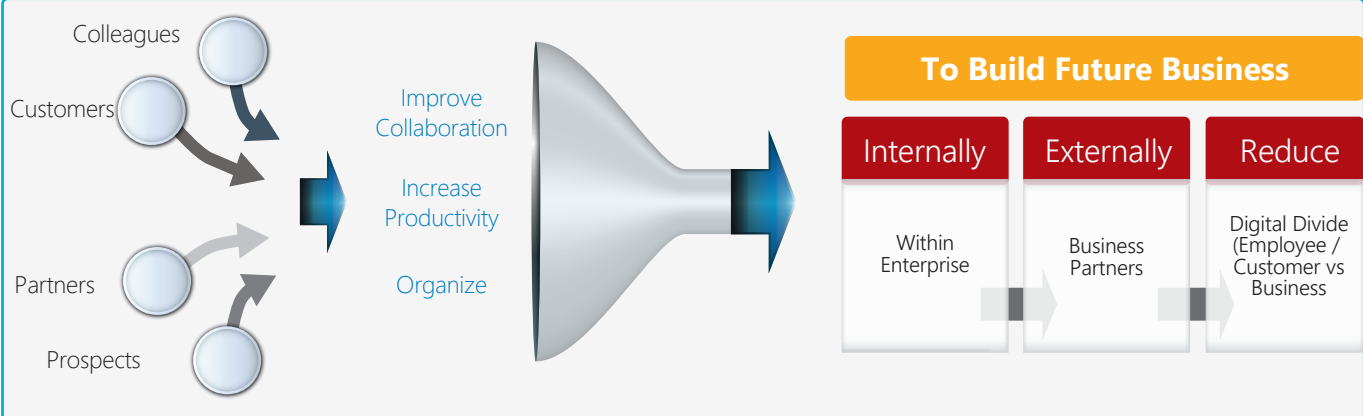 Colleagues
Customers
Partners
Prospects
Improve
Collaboration
Increase
Productivity
Organize
To Build Future Business
Internally
Within
Enterprise
Externally
Business
Partners
Reduce
Digital Divide
(Employee /
Customer vs
Business